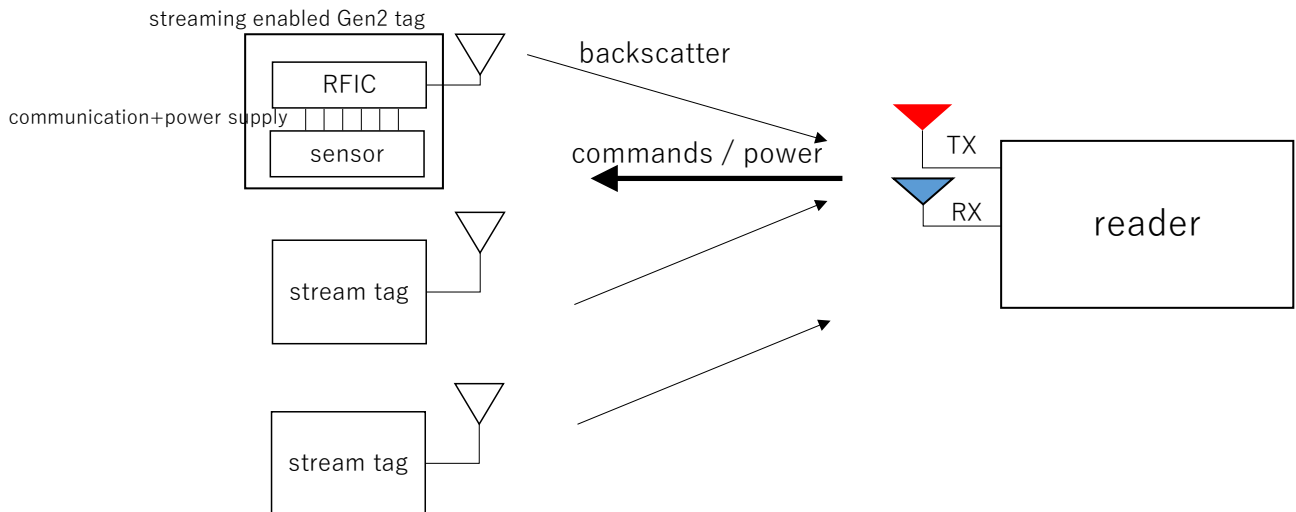 streaming enabled Gen2 tag
RFIC
communication+power supply
sensor
backscatter
commands / power
TX
RX
reader
stream tag
stream tag